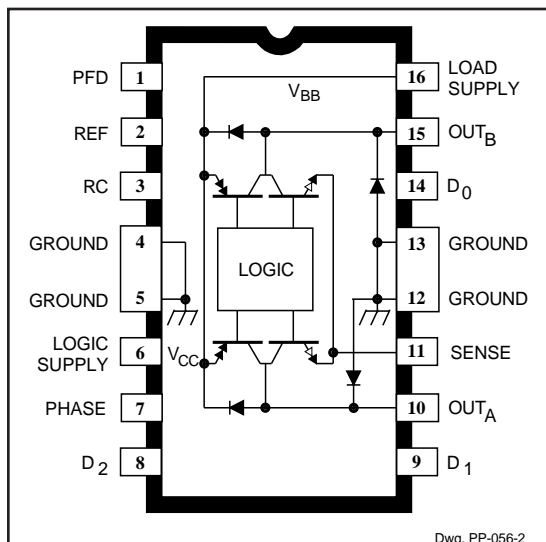 PFD 1
REF 2
RC 3
GROUND 4
GROUND 5
LOGIC
SUPPLY 6
PHASE 7
D2 8
VBB
LOGIC
VCC
16 LOAD
SUPPLY
15 OUTB
14 D0
13 GROUND
12 GROUND
11 SENSE
10 OUTA
9 D1
Dwg. PP-056-2